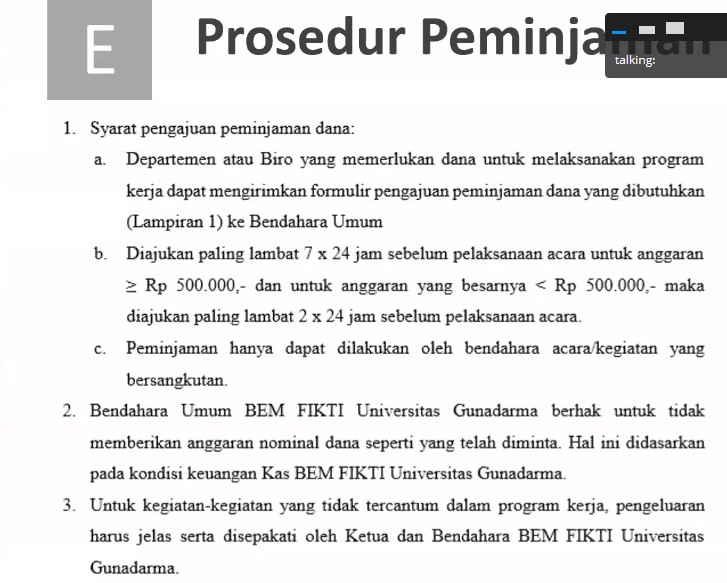 E
Prosedur
talking:
1. Syarat pengajuan peminjaman dana:
a. Departemen atau Biro yang memerlukan dana untuk melaksanakan program
kerja dapat mengirimkan formulir pengajuan peminjaman dana yang dibutuhkan
(Lampiran 1) ke Bendahara Umum
b. Diajukan paling lambat 7 x 24 jam sebelum pelaksanaan acara untuk anggaran
≥ Rp 500.000,- dan untuk anggaran yang besarnya < Rp 500.000,- maka
diajukan paling lambat 2 x 24 jam sebelum pelaksanaan acara.
c. Peminjaman hanya dapat dilakukan oleh bendahara acara/kegiatan yang
bersangkutan.
2. Bendahara Umum BEM FIKTI Universitas Gunadarma berhak untuk tidak
memberikan anggaran nominal dana seperti yang telah diminta. Hal ini didasarkan
pada kondisi keuangan Kas BEM FIKTI Universitas Gunadarma.
3. Untuk kegiatan-kegiatan yang tidak tercantum dalam program kerja, pengeluaran
harus jelas serta disepakati oleh Ketua dan Bendahara BEM FIKTI Universitas
Gunadarma.